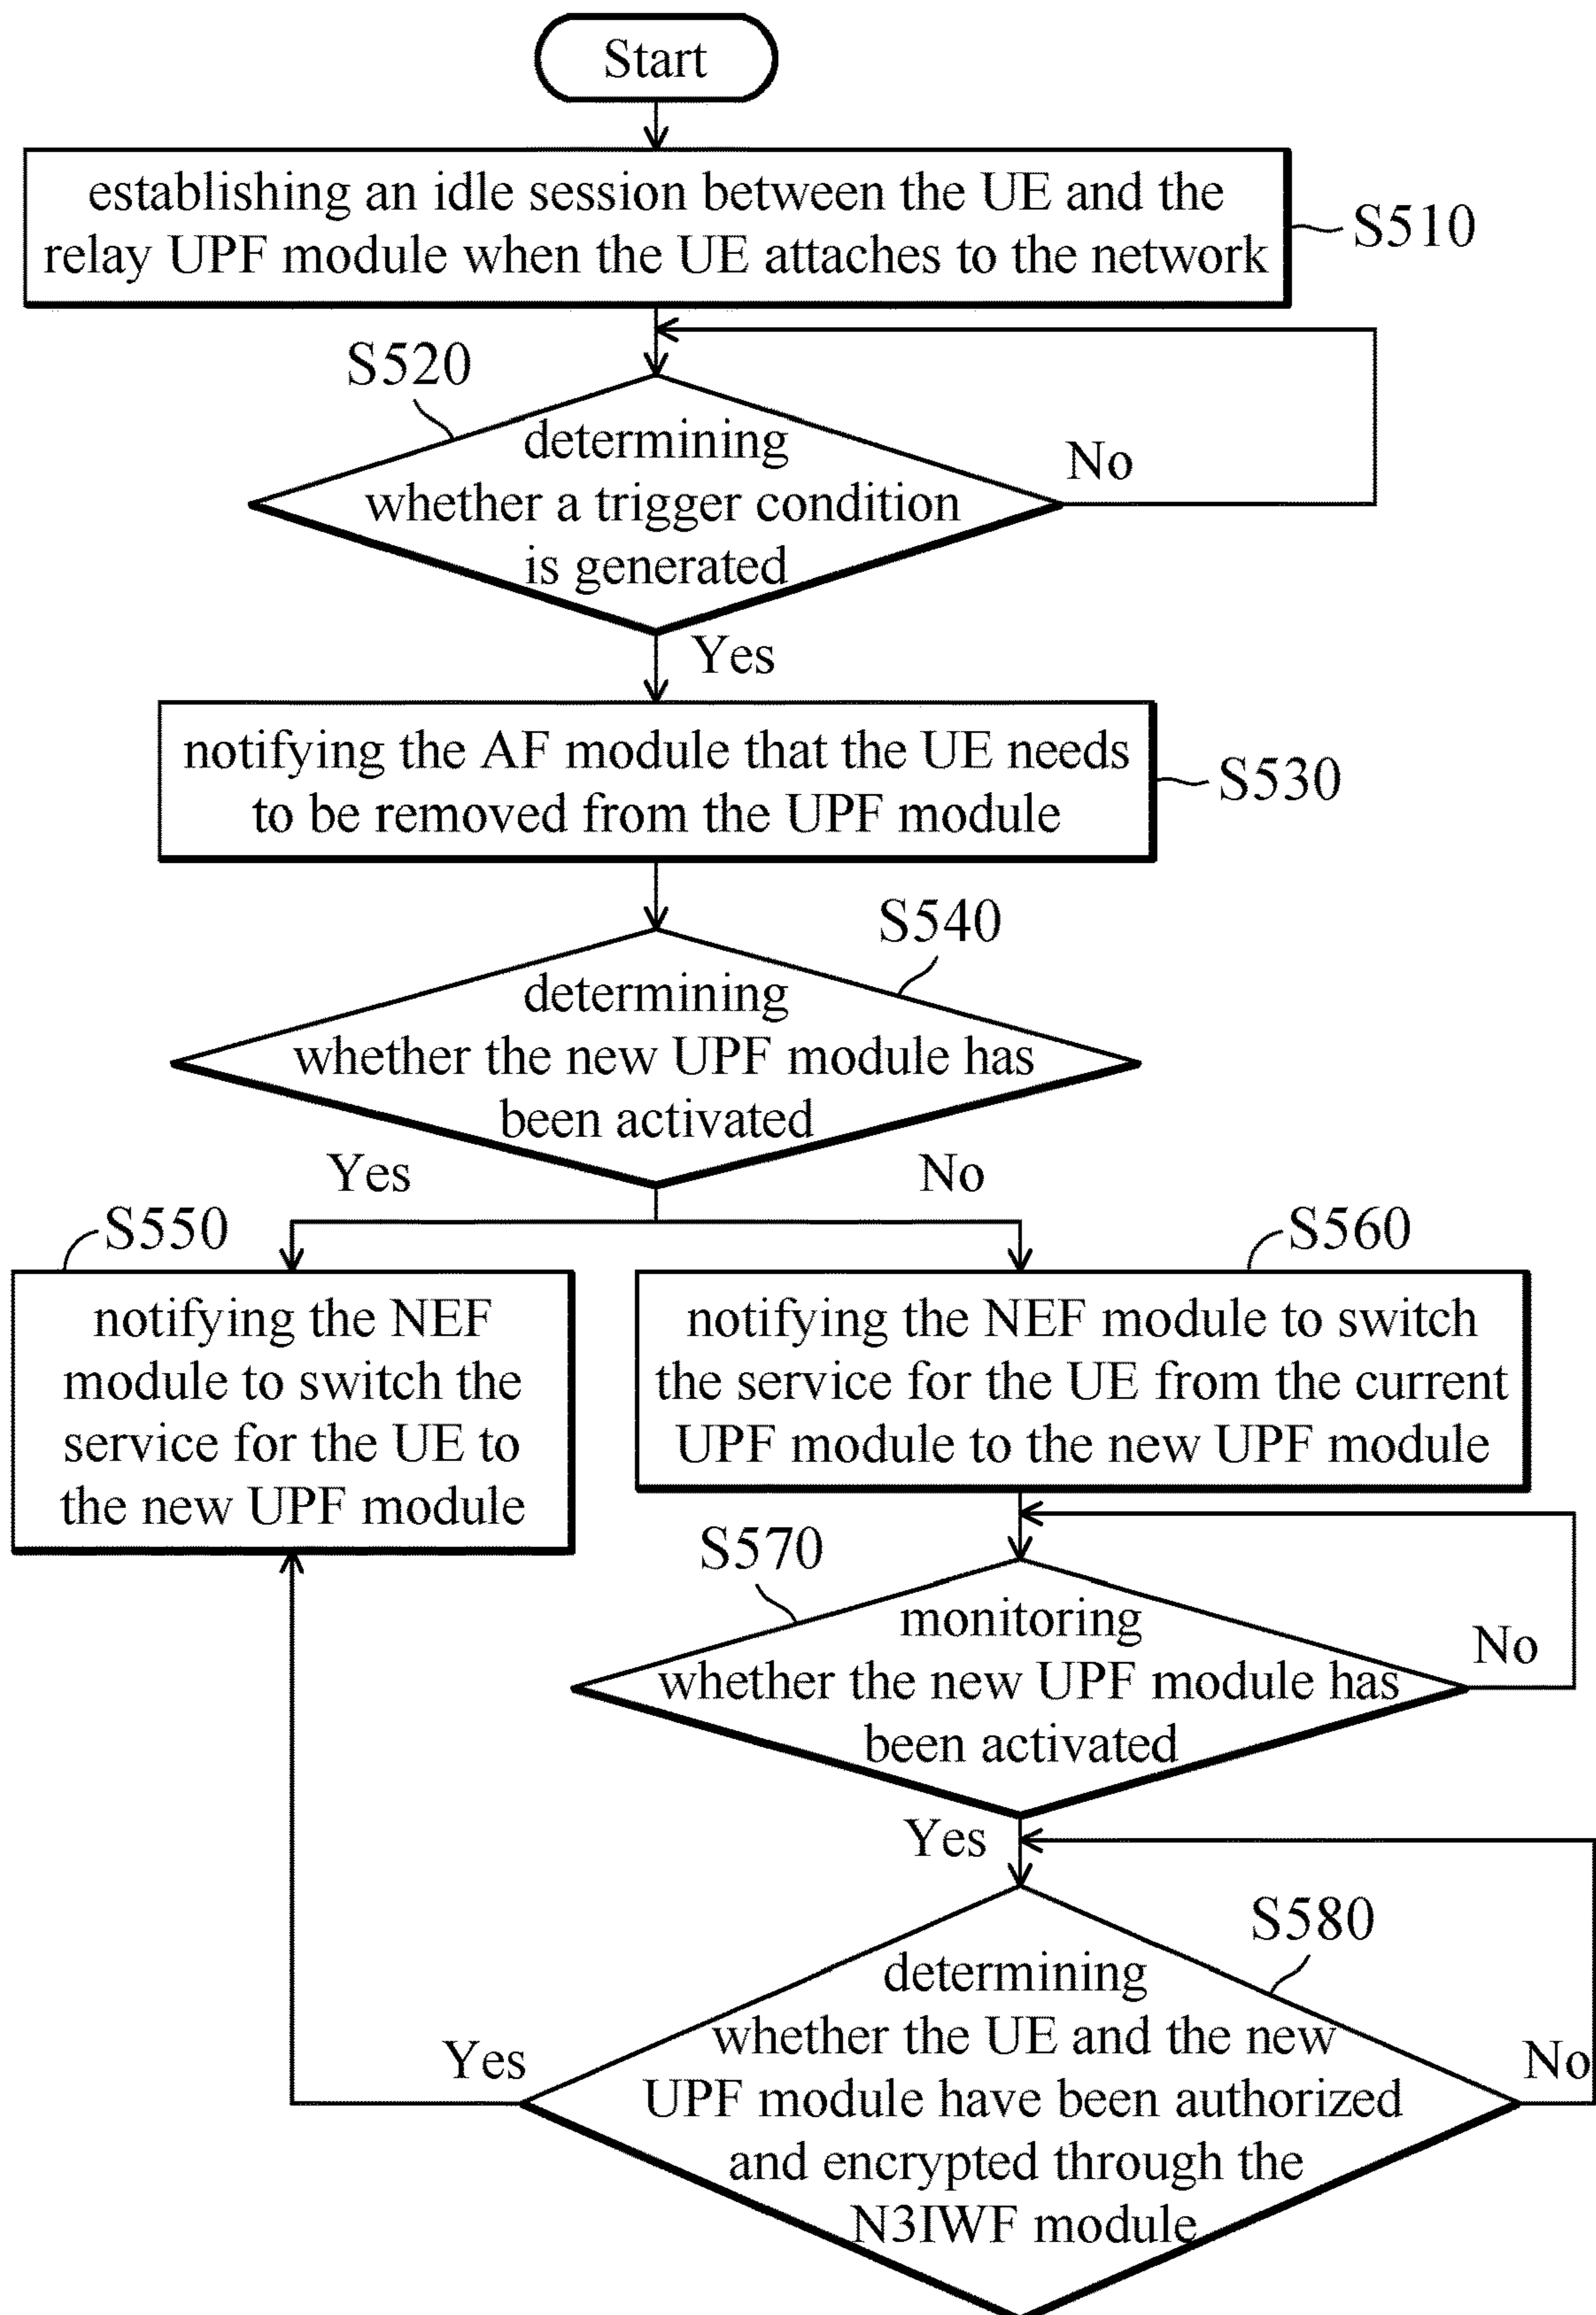 Start
establishing an idle session between the UE and the
relay UPF module when the UE attaches to the network
S510
S520
determining
whether a trigger condition
is generated
No
Yes
notifying the AF module that the UE needs
to be removed from the UPF module
S530
S540
determining
whether the new UPF module has
been activated
Yes
No
S550
notifying the NEF
module to switch the
service for the UE to
the new UPF module
S560
notifying the NEF module to switch
the service for the UE from the current
UPF module to the new UPF module
S570
monitoring
whether the new UPF module has
been activated
No
Yes
S580
determining
whether the UE and the new
UPF module have been authorized
and encrypted through the
N3IWF module
Yes
No